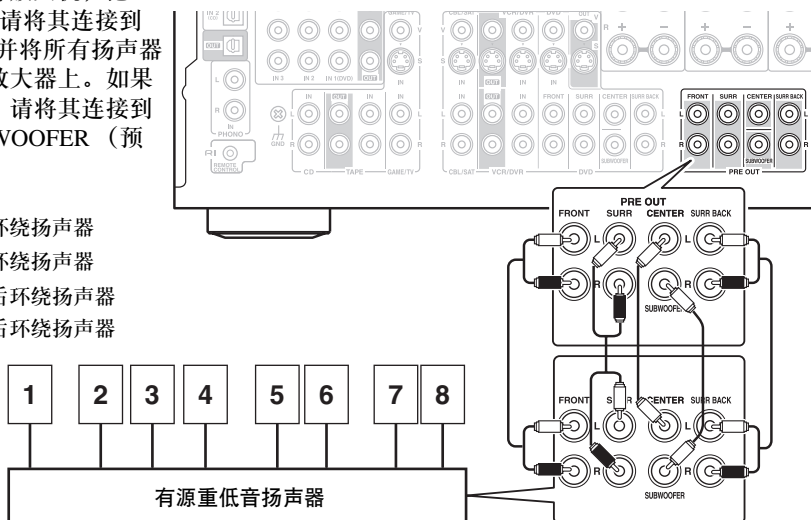 请将其连接到
并将所有扬声器
放大器上。如果
请将其连接到
WOOFER （预
环绕扬声器
环绕扬声器
后环绕扬声器
后环绕扬声器
IN 2
OUT
L
R
IN
PHONO
REMOTE
CONTROL
GND
IN 3 IN 2 IN 1(DVD) OUT
GAME/TV
V
S
IN OUT IN IN
L
R
CD TAPE GAME/TV
CBL/SAT VCR/DVR DVD OUT
V
S
IN OUT IN IN OUT
IN OUT IN FRONT SURR CENTER SURR BACK
L
R
SUBWOOFER
CBL/SAT VCR/DVR DVD
R + − + − + −
FRONT SURR CENTER SURR BACK
L L
R R
SUBWOOFER
PRE OUT
PRE OUT
FRONT SURR CENTER SURR BACK
L L
R R
SUBWOOFER
1 2 3 4 5 6 7 8
有源重低音扬声器
FRONT CENTER SURR BACK
L L
R R
SUBWOOFER